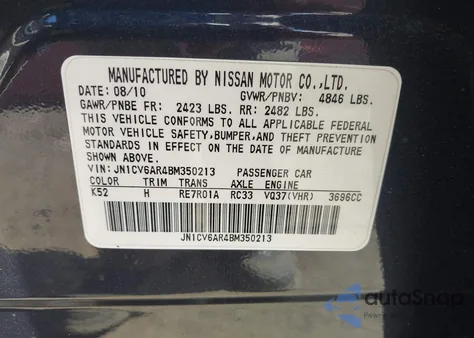 MANUFACTURED BY NISSAN MOTOR CO.,LTD.
DATE: 08/10 GVWR/PNBV: 4846 LBS.
GAWR/PNBE FR: 2423 LBS. RR: 2482 LBS.
THIS VEHICLE CONFORMS TO ALL APPLICABLE FEDERAL
MOTOR VEHICLE SAFETY,BUMPER,AND THEFT PREVENTION
STANDARDS IN EFFECT ON THE DATE OF MANUFACTURE
SHOWN ABOVE.
VIN: JN1CV6AR4BM350213 PASSENGER CAR
COLOR TRIM TRANS AXLE ENGINE
K52 H RE7R01A RC33 VQ37(VHR) 3696CC
JN1CV6AR4BM350213
autoSnap